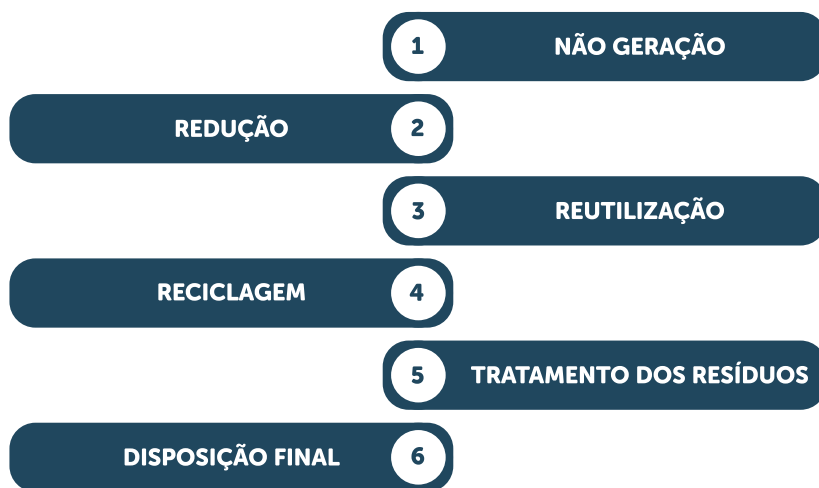 1 NÃO GERAÇÃO
REDUÇÃO 2
3 REUTILIZAÇÃO
RECICLAGEM 4
5 TRATAMENTO DOS RESÍDUOS
DISPOSIÇÃO FINAL 6